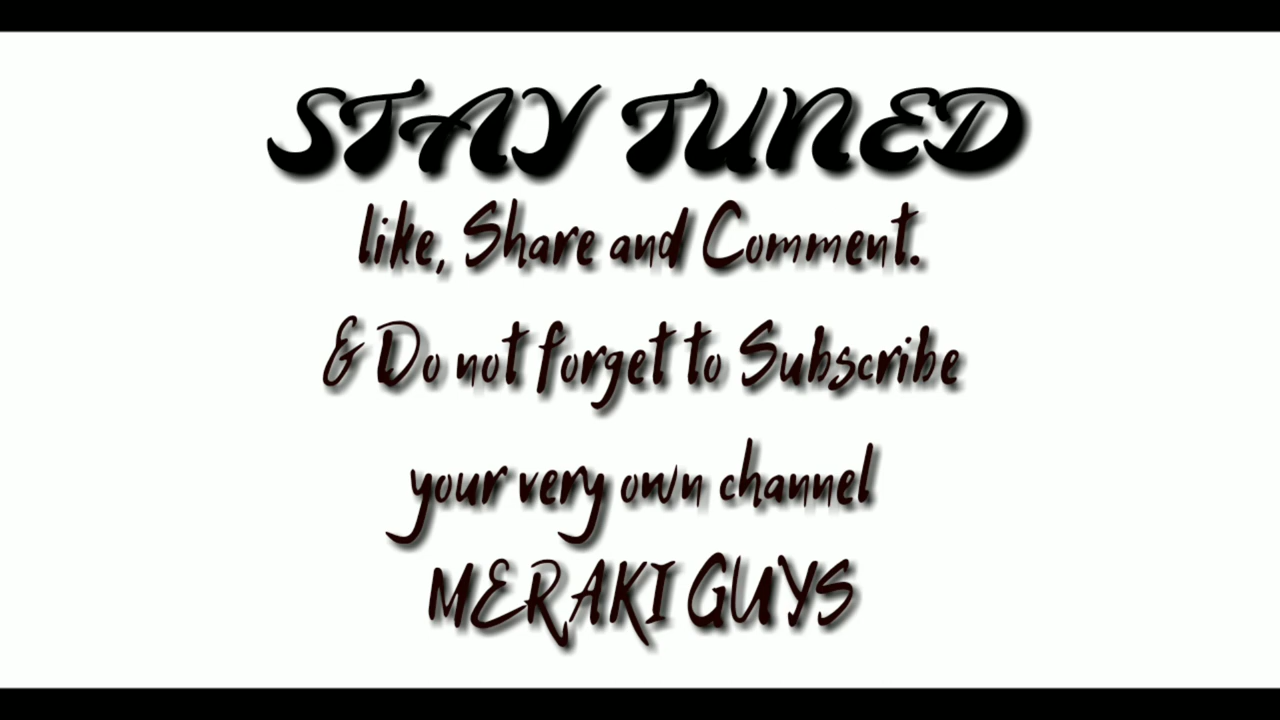 STAY TUNED
like, Share and Comment.
& Do not forget to Subscribe
your very own channel
MERAKI GUYS